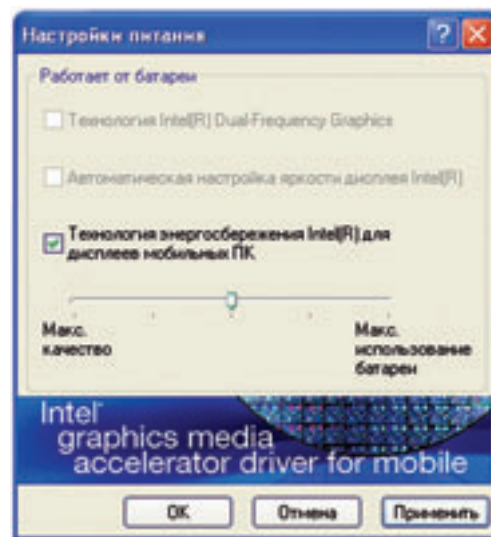 Настройки питания
Работает от батареи
Технология Intel(R) Dual-Frequency Graphics
Автоматическая настройка яркости дисплея Intel(R)
Технология энергосбережения Intel(R) для
дисплеев мобильных ПК
Макс.
качество
Макс.
использование
батареи
Intel®
graphics media
accelerator driver for mobile
OK
Отмена
Применить